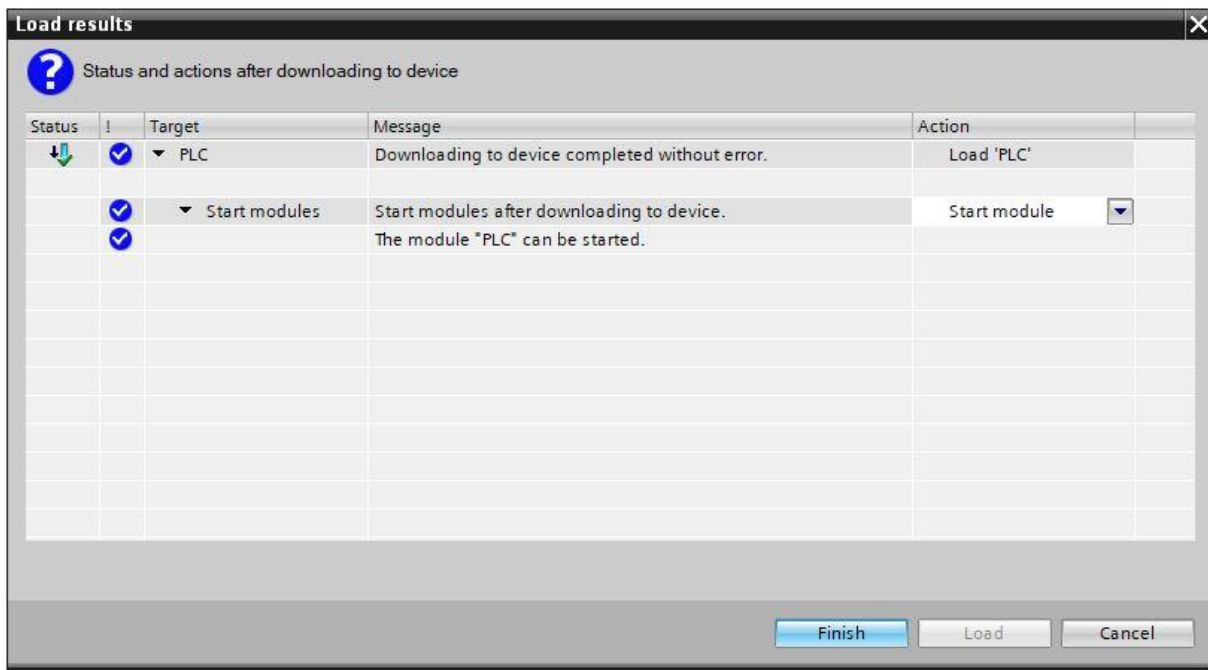 Load results
Status and actions after downloading to device
Status ! Target Message Action
PLC Downloading to device completed without error. Load 'PLC'
Start modules Start modules after downloading to device. Start module
The module "PLC" can be started.
Finish Load Cancel